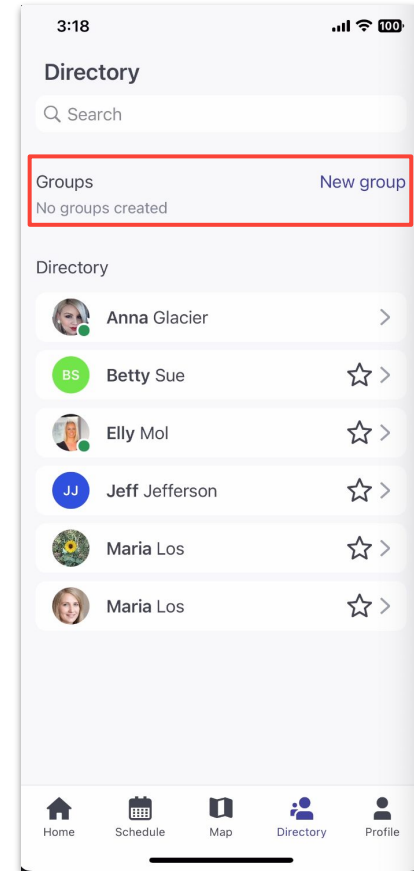 3:18
100
Directory
Search
Groups New group
No groups created
Directory
Anna Glacier
BS Betty Sue
Elly Mol
JJ Jeff Jefferson
Maria Los
Maria Los
Home Schedule Map Directory Profile